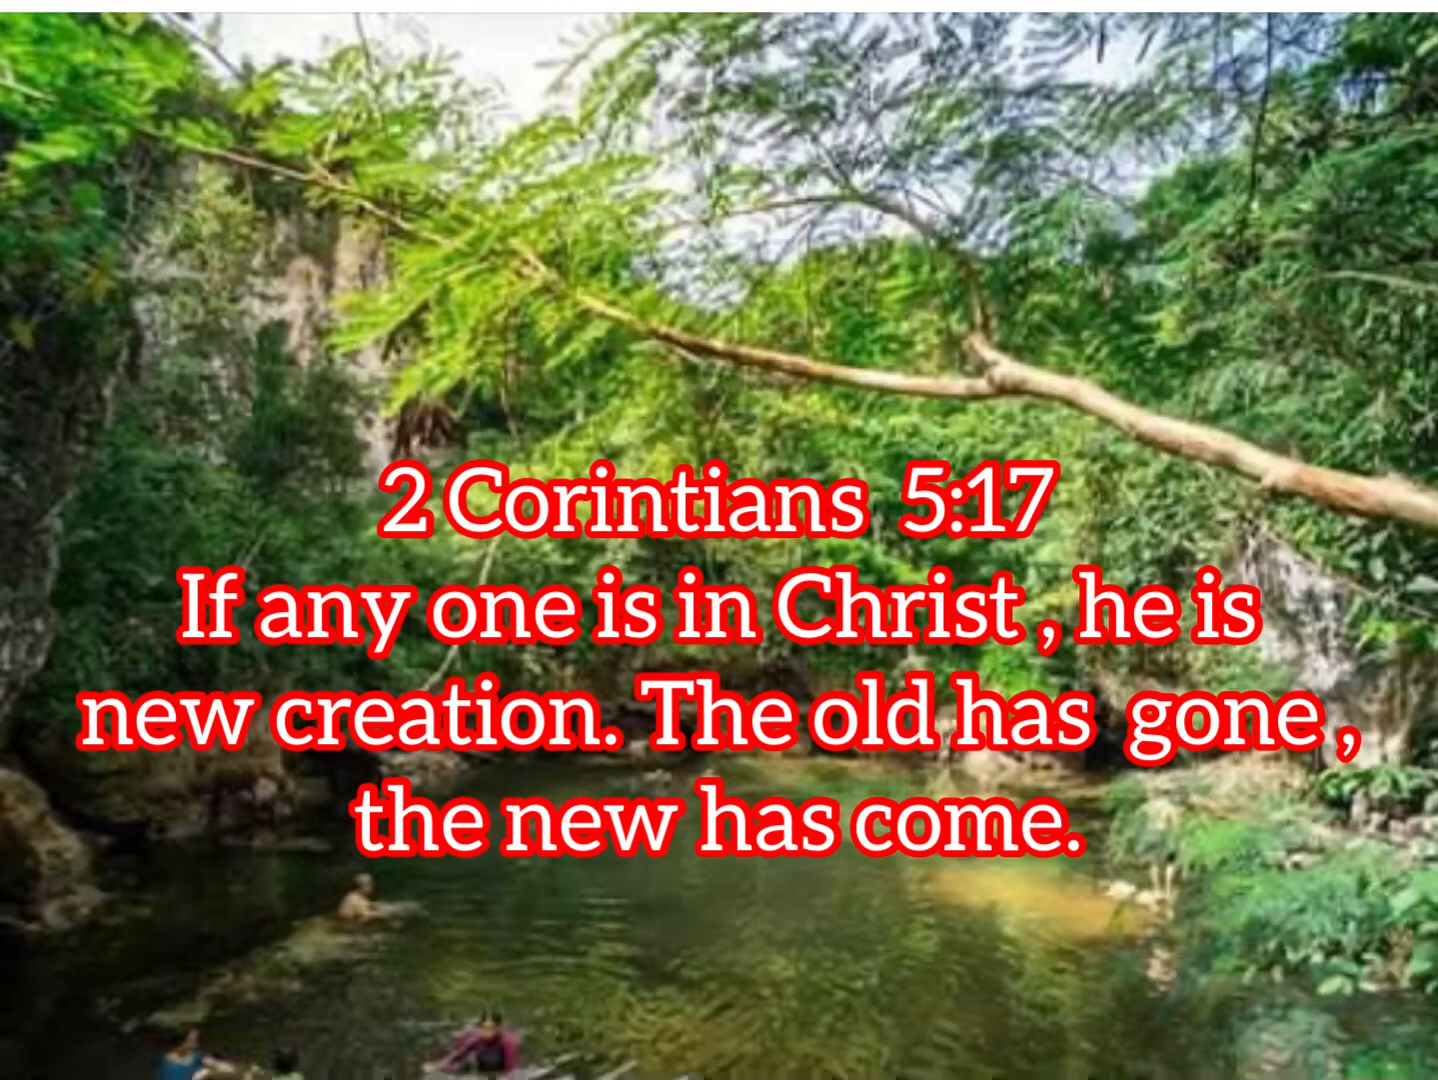 2 Corintians 5:17
If any one is in Christ , he is
new creation. The old has gone ,
the new has come.